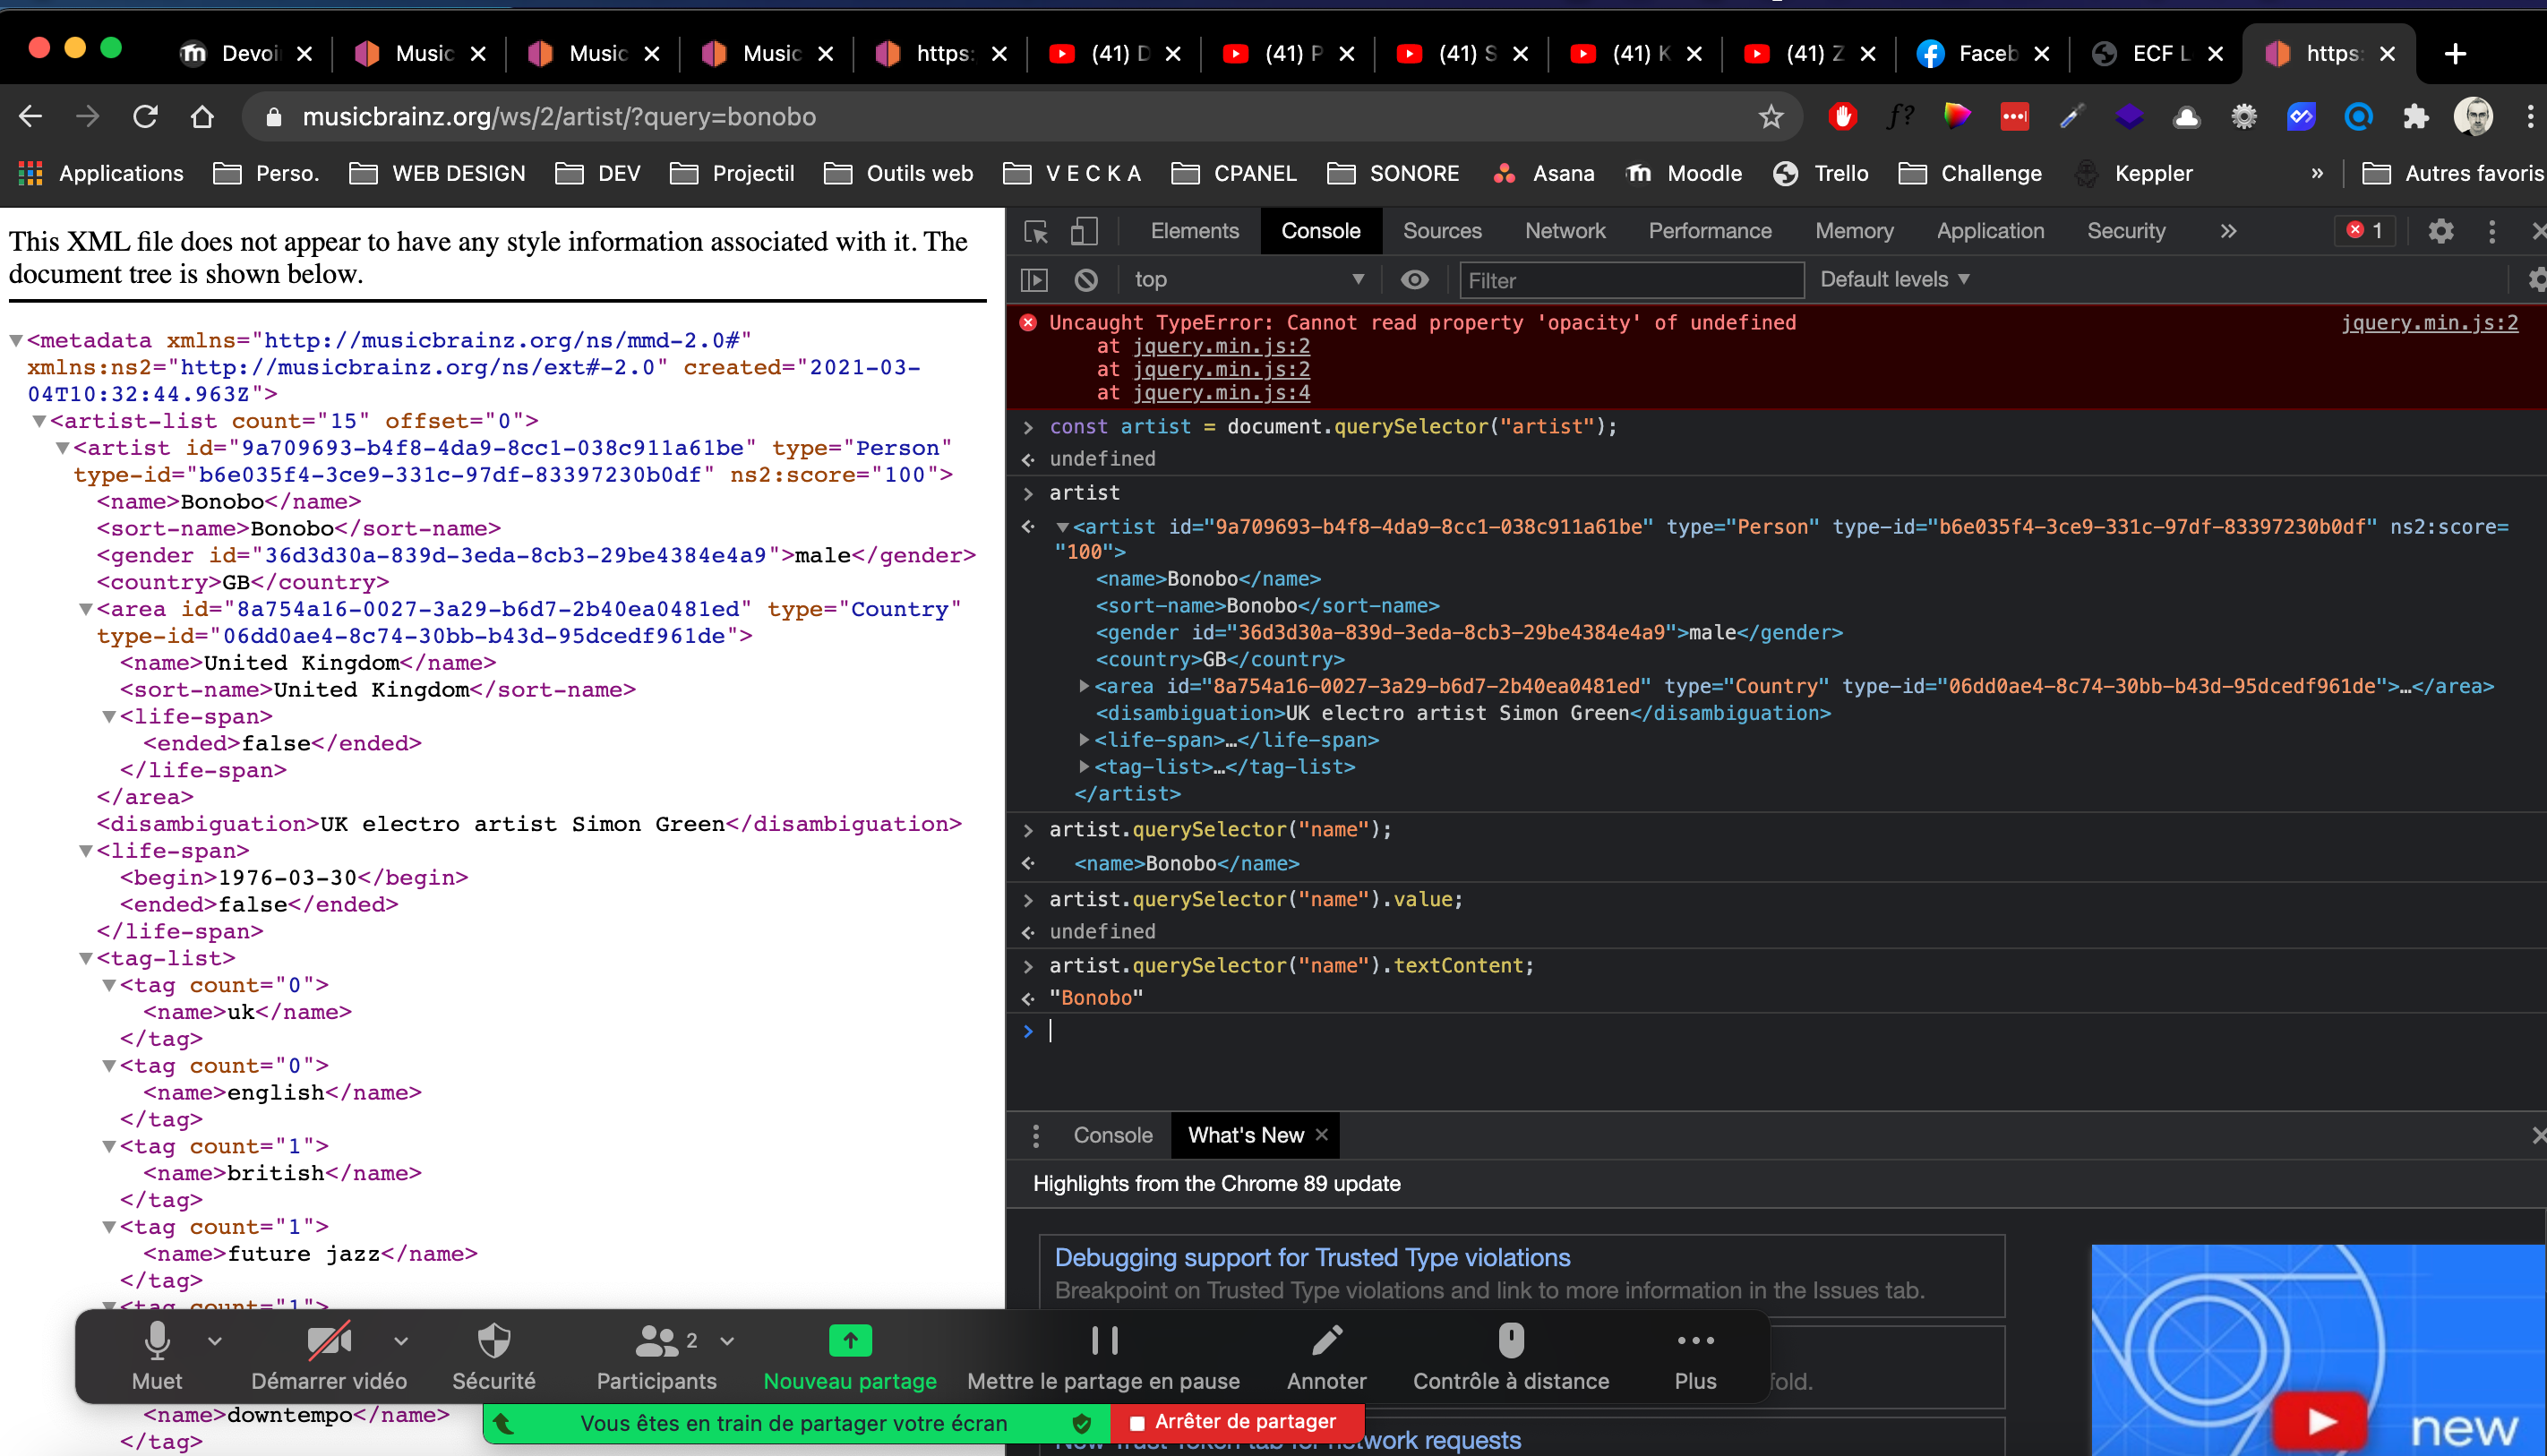 Devoi
Music
Music
Music
https:
(41) D
(41) P
(41) S
(41) K
(41) Z
Faceb
ECF L
https:
musicbrainz.org/ws/2/artist/?query=bonobo
f?
Applications
Perso.
WEB DESIGN
DEV
Projectil
Outils web
V E C K A
CPANEL
SONORE
Asana
Moodle
Trello
Challenge
Keppler
»
Autres favoris
This XML file does not appear to have any style information associated with it. The
document tree is shown below.
<metadata xmlns="http://musicbrainz.org/ns/mmd-2.0#"
xmlns:ns2="http://musicbrainz.org/ns/ext#-2.0" created="2021-03-
04T10:32:44.963Z">
<artist-list count="15" offset="0">
<artist id="9a709693-b4f8-4da9-8cc1-038c911a61be" type="Person"
type-id="b6e035f4-3ce9-331c-97df-83397230b0df" ns2:score="100">
<name>Bonobo</name>
<sort-name>Bonobo</sort-name>
<gender id="36d3d30a-839d-3eda-8cb3-29be4384e4a9">male</gender>
<country>GB</country>
<area id="8a754a16-0027-3a29-b6d7-2b40ea0481ed" type="Country"
type-id="06dd0ae4-8c74-30bb-b43d-95dcedf961de">
<name>United Kingdom</name>
<sort-name>United Kingdom</sort-name>
<life-span>
<ended>false</ended>
</life-span>
</area>
<disambiguation>UK electro artist Simon Green</disambiguation>
<life-span>
<begin>1976-03-30</begin>
<ended>false</ended>
</life-span>
<tag-list>
<tag count="0">
<name>uk</name>
</tag>
<tag count="0">
<name>english</name>
</tag>
<tag count="1">
<name>british</name>
</tag>
<tag count="1">
<name>future jazz</name>
</tag>
<tag count="1">
<name>downtempo</name>
</tag>
Elements
Console
Sources
Network
Performance
Memory
Application
Security
»
1
top
Filter
Default levels
Uncaught TypeError: Cannot read property 'opacity' of undefined
jquery.min.js:2
at jquery.min.js:2
at jquery.min.js:2
at jquery.min.js:4
const artist = document.querySelector("artist");
undefined
artist
<artist id="9a709693-b4f8-4da9-8cc1-038c911a61be" type="Person" type-id="b6e035f4-3ce9-331c-97df-83397230b0df" ns2:score=
"100">
<name>Bonobo</name>
<sort-name>Bonobo</sort-name>
<gender id="36d3d30a-839d-3eda-8cb3-29be4384e4a9">male</gender>
<country>GB</country>
<area id="8a754a16-0027-3a29-b6d7-2b40ea0481ed" type="Country" type-id="06dd0ae4-8c74-30bb-b43d-95dcedf961de">…</area>
<disambiguation>UK electro artist Simon Green</disambiguation>
<life-span>…</life-span>
<tag-list>…</tag-list>
</artist>
artist.querySelector("name");
<name>Bonobo</name>
artist.querySelector("name").value;
undefined
artist.querySelector("name").textContent;
"Bonobo"
Console
What's New
Highlights from the Chrome 89 update
Debugging support for Trusted Type violations
Breakpoint on Trusted Type violations and link to more information in the Issues tab.
fold.
New Trust Token tab for network requests
new
Muet
Démarrer vidéo
Sécurité
2
Participants
Nouveau partage
Mettre le partage en pause
Annoter
Contrôle à distance
Plus
Vous êtes en train de partager votre écran
Arrêter de partager